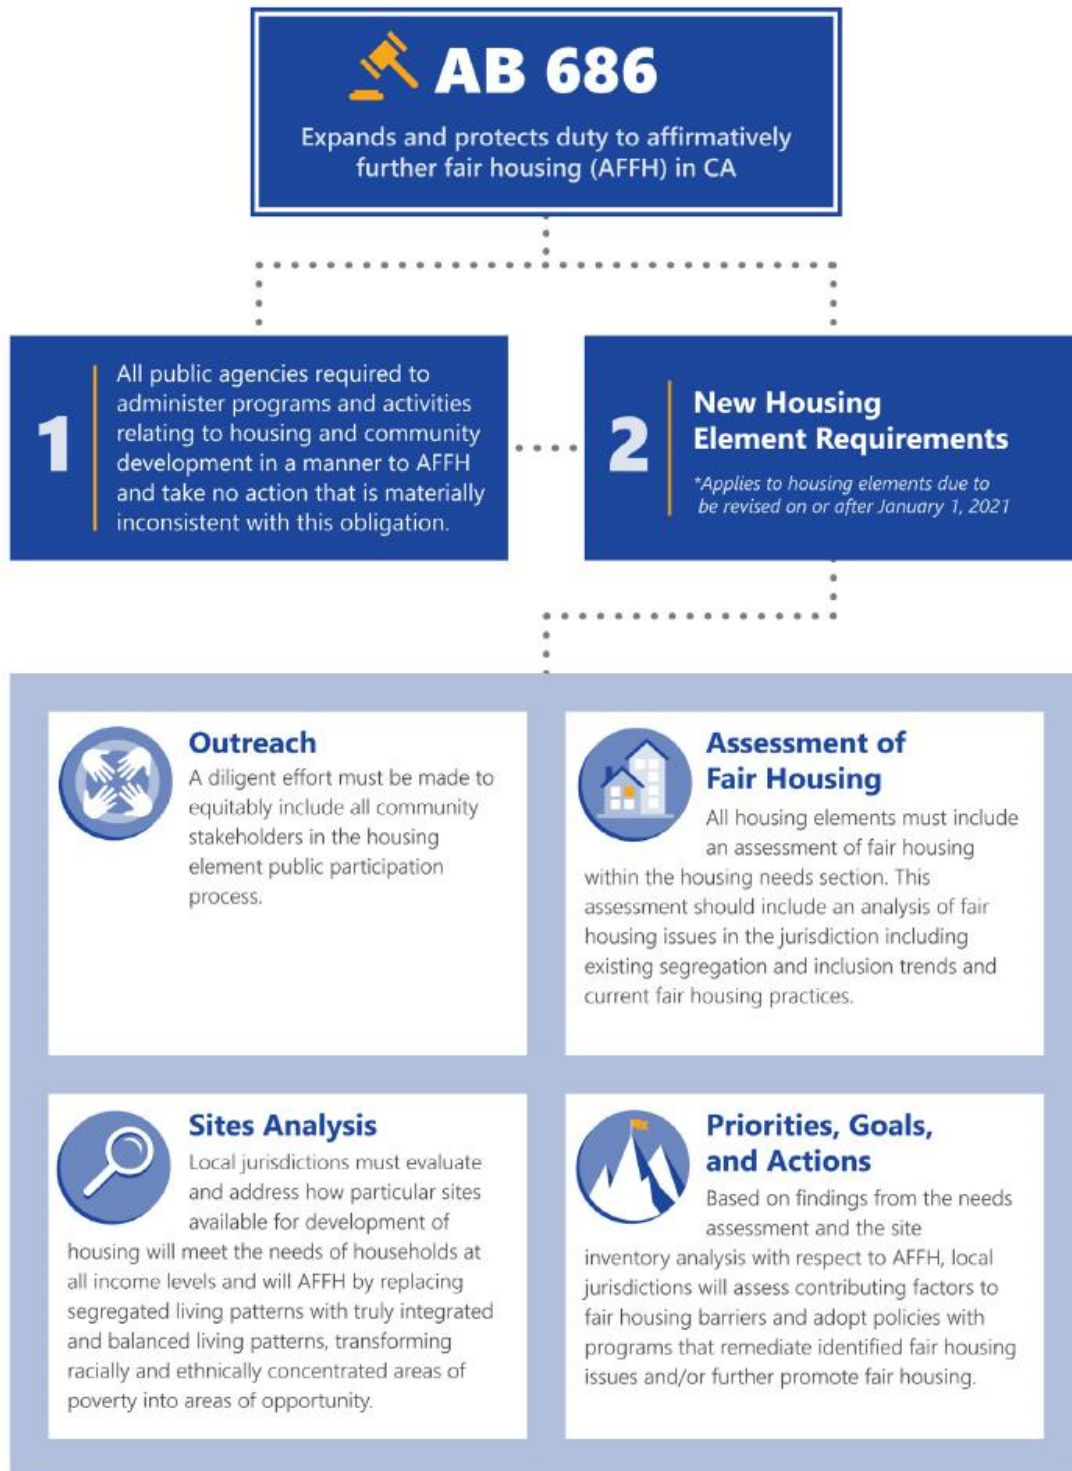 AB 686
Expands and protects duty to affirmatively
further fair housing (AFFH) in CA
1
All public agencies required to
administer programs and activities
relating to housing and community
development in a manner to AFFH
and take no action that is materially
inconsistent with this obligation.
2
New Housing
Element Requirements
*Applies to housing elements due to
be revised on or after January 1, 2021
Outreach
A diligent effort must be made to
equitably include all community
stakeholders in the housing
element public participation
process.
Assessment of
Fair Housing
All housing elements must include
an assessment of fair housing
within the housing needs section. This
assessment should include an analysis of fair
housing issues in the jurisdiction including
existing segregation and inclusion trends and
current fair housing practices.
Sites Analysis
Local jurisdictions must evaluate
and address how particular sites
available for development of
housing will meet the needs of households at
all income levels and will AFFH by replacing
segregated living patterns with truly integrated
and balanced living patterns, transforming
racially and ethnically concentrated areas of
poverty into areas of opportunity.
Priorities, Goals,
and Actions
Based on findings from the needs
assessment and the site
inventory analysis with respect to AFFH, local
jurisdictions will assess contributing factors to
fair housing barriers and adopt policies with
programs that remediate identified fair housing
issues and/or further promote fair housing.